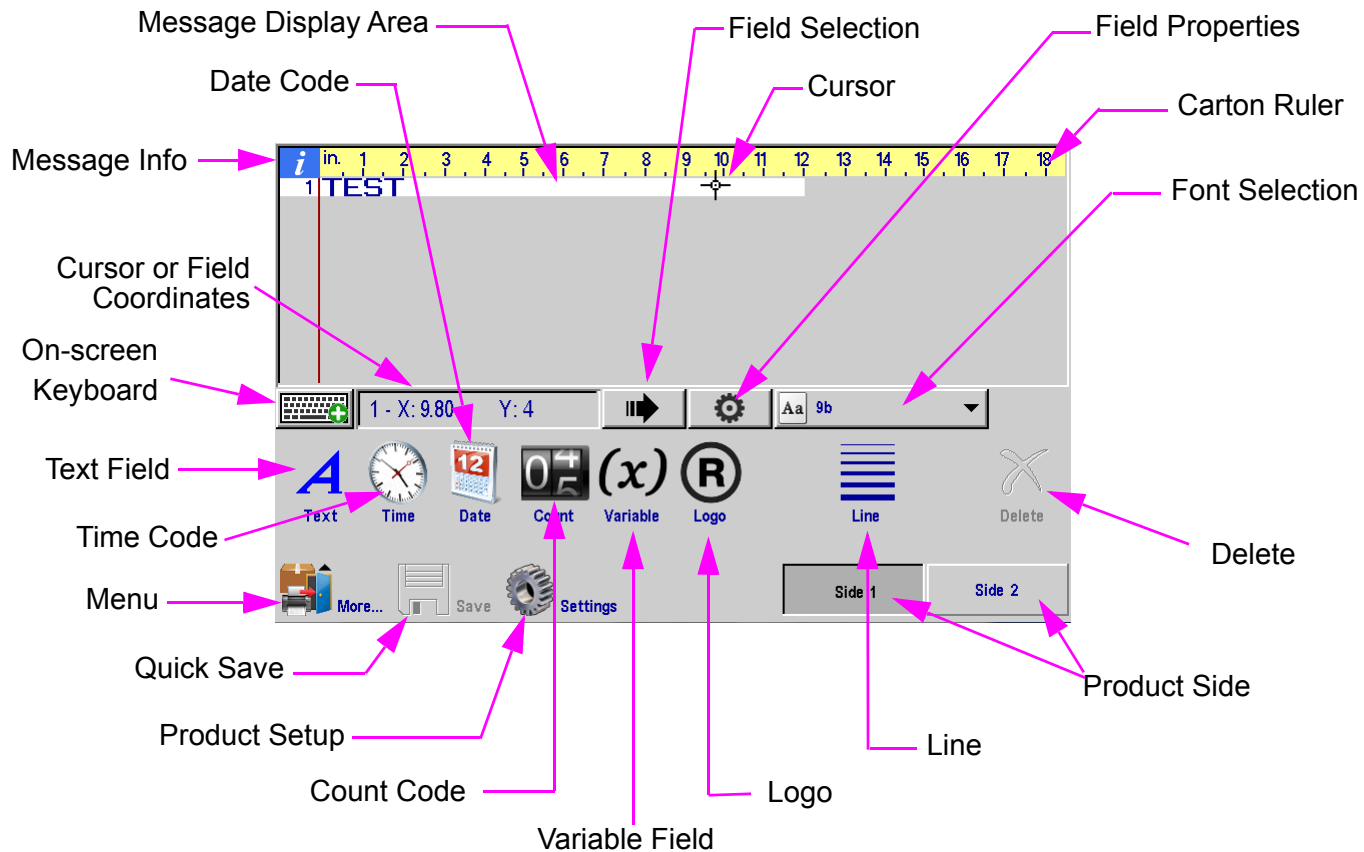 Message Display Area
Field Selection
Field Properties
Date Code
Cursor
Carton Ruler
Message Info
i in. 1 2 3 4 5 6 7 8 9 10 11 12 13 14 15 16 17 18
1 TEST
Font Selection
Cursor or Field
Coordinates
On-screen
Keyboard
1 - X: 9.80 Y: 4
Aa 9b
Text Field
A
12
04
5
(x)
R
Text Time Date Count Variable Logo Line Delete
Time Code
Delete
Menu
More... Save Settings Side 1 Side 2
Quick Save
Product Side
Product Setup
Line
Count Code
Logo
Variable Field